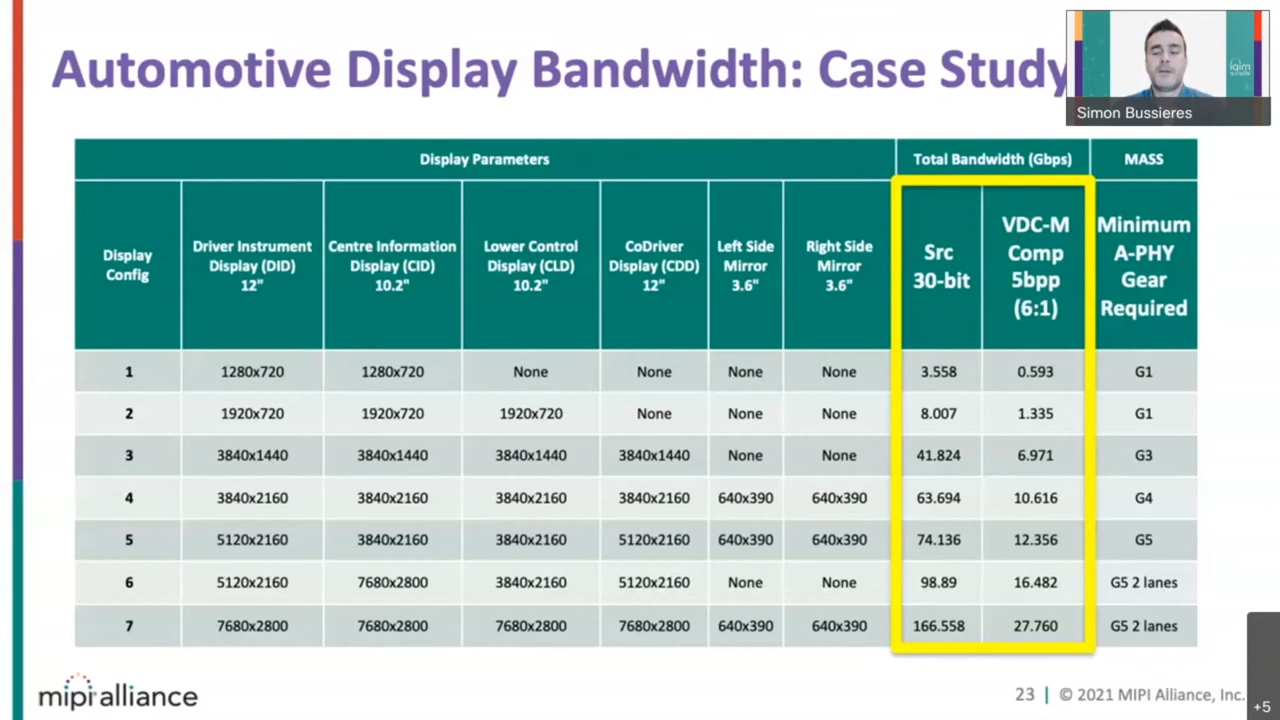 Automotive Display Bandwidth: Case Study
iqim
Simon Bussieres
Display Parameters
Total Bandwidth (Gbps)
MASS
Display
Config
Driver Instrument
Display (DID)
12"
Centre Information
Display (CID)
10.2"
Lower Control
Display (CLD)
10.2"
CoDriver
Display (CDD)
12"
Left Side
Mirror
3.6"
Right Side
Mirror
3.6"
Src
30-bit
VDC-M
Comp
5bpp
(6:1)
Minimum
A-PHY
Gear
Required
1 1280x720 1280x720 None None None None 3.558 0.593 G1
2 1920x720 1920x720 1920x720 None None None 8.007 1.335 G1
3 3840x1440 3840x1440 3840x1440 3840x1440 None None 41.824 6.971 G3
4 3840x2160 3840x2160 3840x2160 3840x2160 640x390 640x390 63.694 10.616 G4
5 5120x2160 3840x2160 3840x2160 5120x2160 640x390 640x390 74.136 12.356 G5
6 5120x2160 7680x2800 3840x2160 5120x2160 None None 98.89 16.482 G5 2 lanes
7 7680x2800 7680x2800 7680x2800 7680x2800 640x390 640x390 166.558 27.760 G5 2 lanes
mipi alliance
23 | © 2021 MIPI Alliance, Inc.
+5